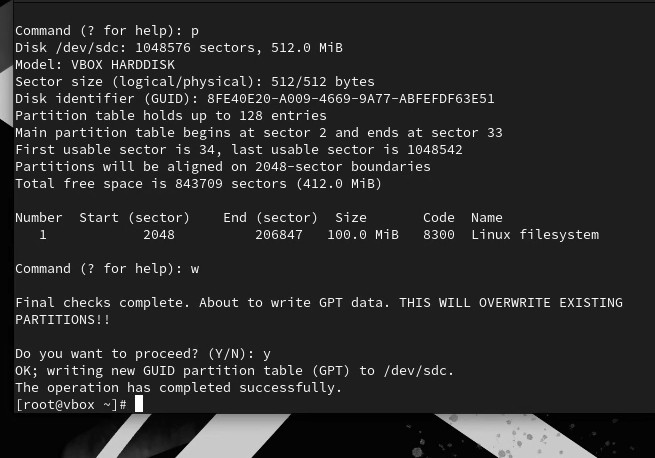 Command (? for help): p
Disk /dev/sdc: 1048576 sectors, 512.0 MiB
Model: VBOX HARDDISK
Sector size (logical/physical): 512/512 bytes
Disk identifier (GUID): 8FE40E20-A009-4669-9A77-ABFEFDF63E51
Partition table holds up to 128 entries
Main partition table begins at sector 2 and ends at sector 33
First usable sector is 34, last usable sector is 1048542
Partitions will be aligned on 2048-sector boundaries
Total free space is 843709 sectors (412.0 MiB)
Number  Start (sector)    End (sector)  Size       Code  Name
   1            2048          206847   100.0 MiB   8300  Linux filesystem
Command (? for help): w
Final checks complete. About to write GPT data. THIS WILL OVERWRITE EXISTING
PARTITIONS!!
Do you want to proceed? (Y/N): y
OK; writing new GUID partition table (GPT) to /dev/sdc.
The operation has completed successfully.
[root@vbox ~]#